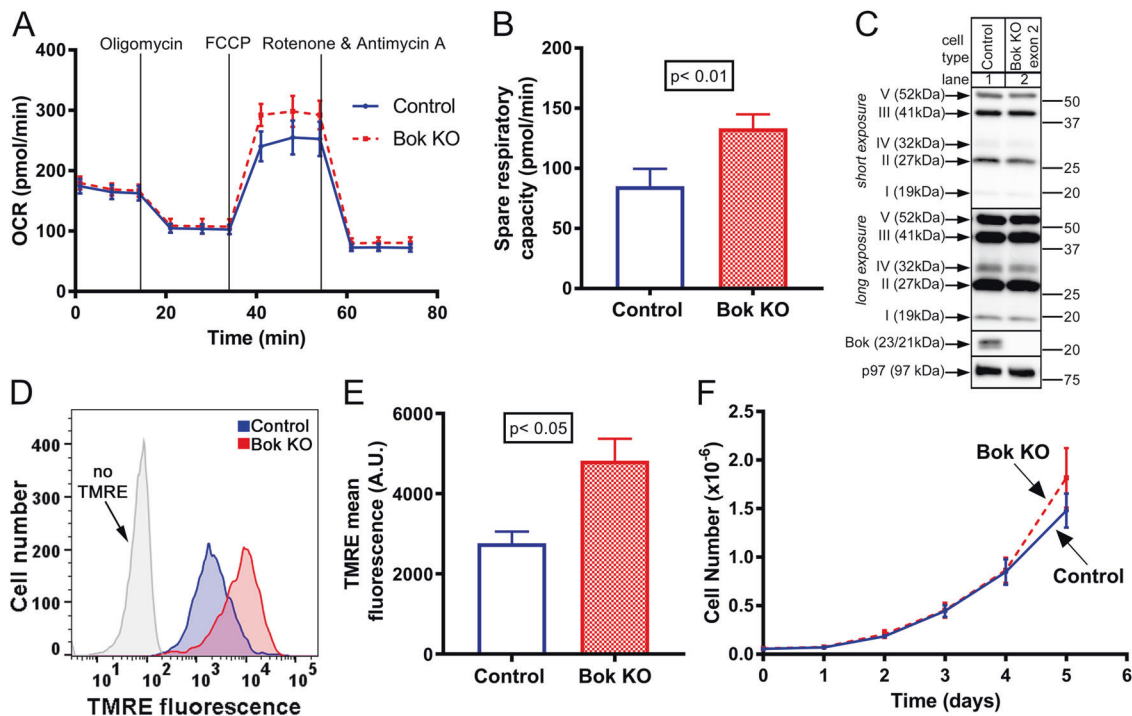 A
Oligomycin
FCCP
Rotenone & Antimycin A
OCR (pmol/min)
400
300
200
100
0
Control
Bok KO
0 20 40 60 80
Time (min)
B
Spare respiratory
capacity (pmol/min)
200
150
100
50
0
p< 0.01
Control Bok KO
C
cell
type
Control
Bok KO
exon 2
lane 1 2
short exposure
V (52kDa)
III (41kDa)
IV (32kDa)
II (27kDa)
I (19kDa)
50
37
25
20
long exposure
V (52kDa)
III (41kDa)
IV (32kDa)
II (27kDa)
I (19kDa)
50
37
25
20
Bok (23/21kDa)
20
p97 (97 kDa)
75
D
Cell number
400
300
200
100
0
no
TMRE
Control
Bok KO
10¹ 10² 10³ 10⁴ 10⁵
TMRE fluorescence
E
TMRE mean
fluorescence (A.U.)
6000
4000
2000
0
p< 0.05
Control Bok KO
F
Cell Number (x10⁻⁶)
2.5
2.0
1.5
1.0
0.5
0.0
Bok KO
Control
0 1 2 3 4 5 6
Time (days)